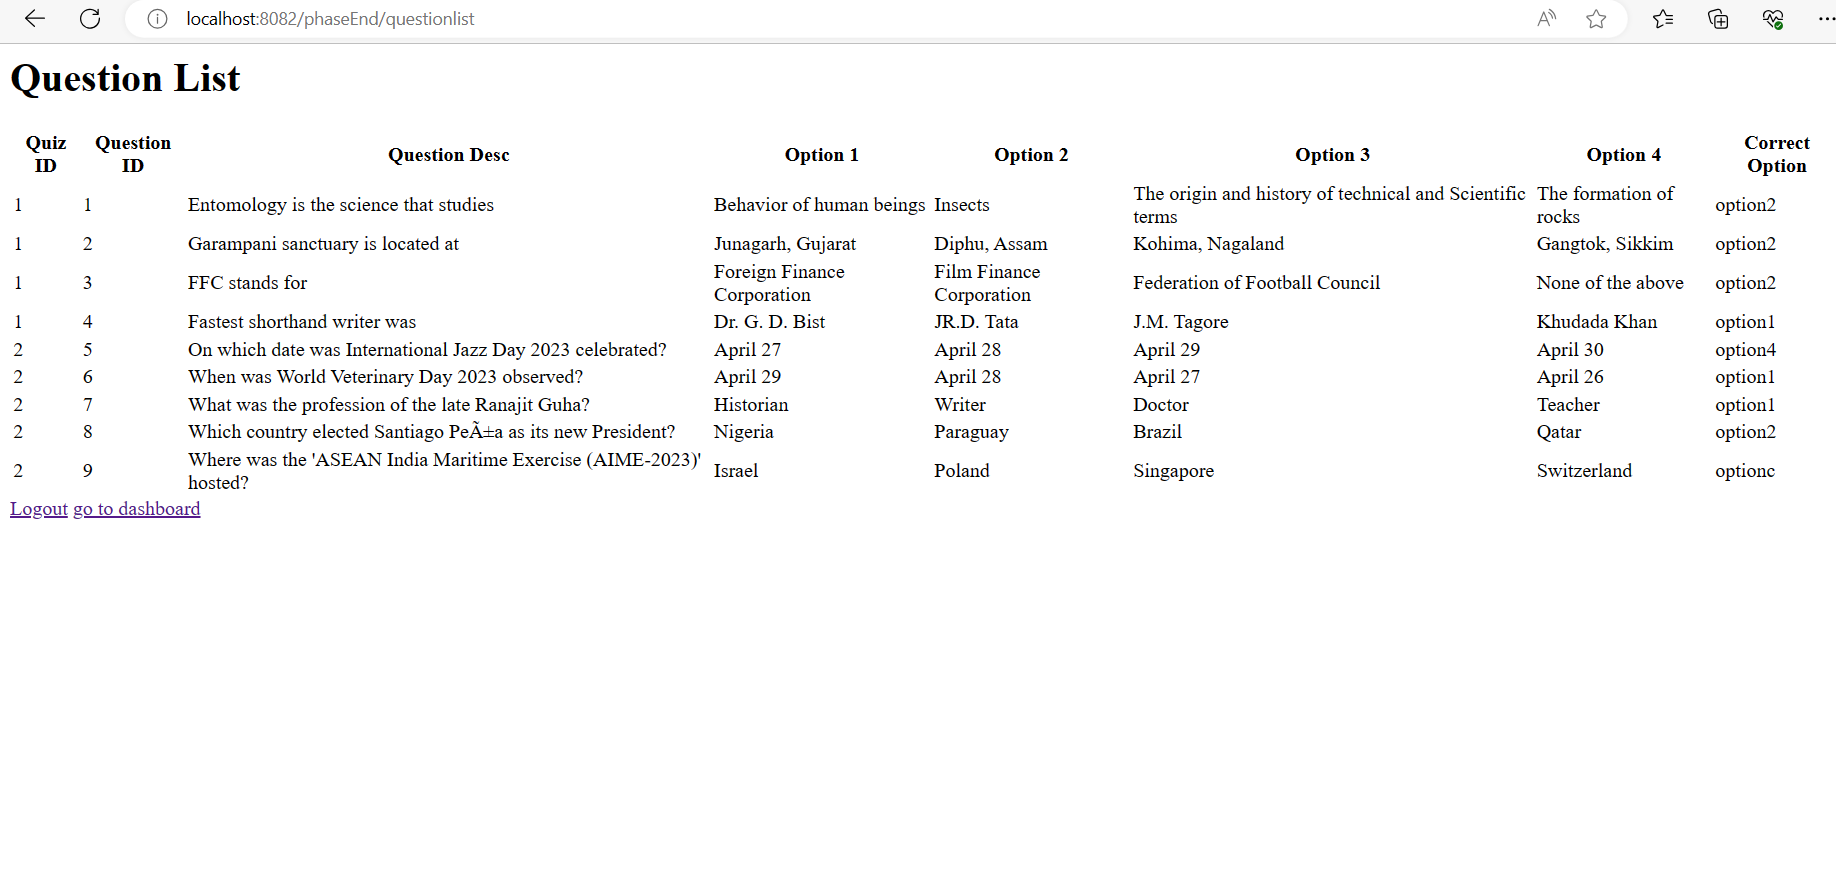 localhost:8082/phaseEnd/questionlist
Question List
Quiz ID Question ID Question Desc Option 1 Option 2 Option 3 Option 4 Correct Option
1 1 Entomology is the science that studies Behavior of human beings Insects The origin and history of technical and Scientific terms The formation of rocks option2
1 2 Garampani sanctuary is located at Junagarh, Gujarat Diphu, Assam Kohima, Nagaland Gangtok, Sikkim option2
1 3 FFC stands for Foreign Finance Corporation Film Finance Corporation Federation of Football Council None of the above option2
1 4 Fastest shorthand writer was Dr. G. D. Bist JR.D. Tata J.M. Tagore Khudada Khan option1
2 5 On which date was International Jazz Day 2023 celebrated? April 27 April 28 April 29 April 30 option4
2 6 When was World Veterinary Day 2023 observed? April 29 April 28 April 27 April 26 option1
2 7 What was the profession of the late Ranajit Guha? Historian Writer Doctor Teacher option1
2 8 Which country elected Santiago PeÃ±a as its new President? Nigeria Paraguay Brazil Qatar option2
2 9 Where was the 'ASEAN India Maritime Exercise (AIME-2023)' hosted? Israel Poland Singapore Switzerland optionc
Logout go to dashboard